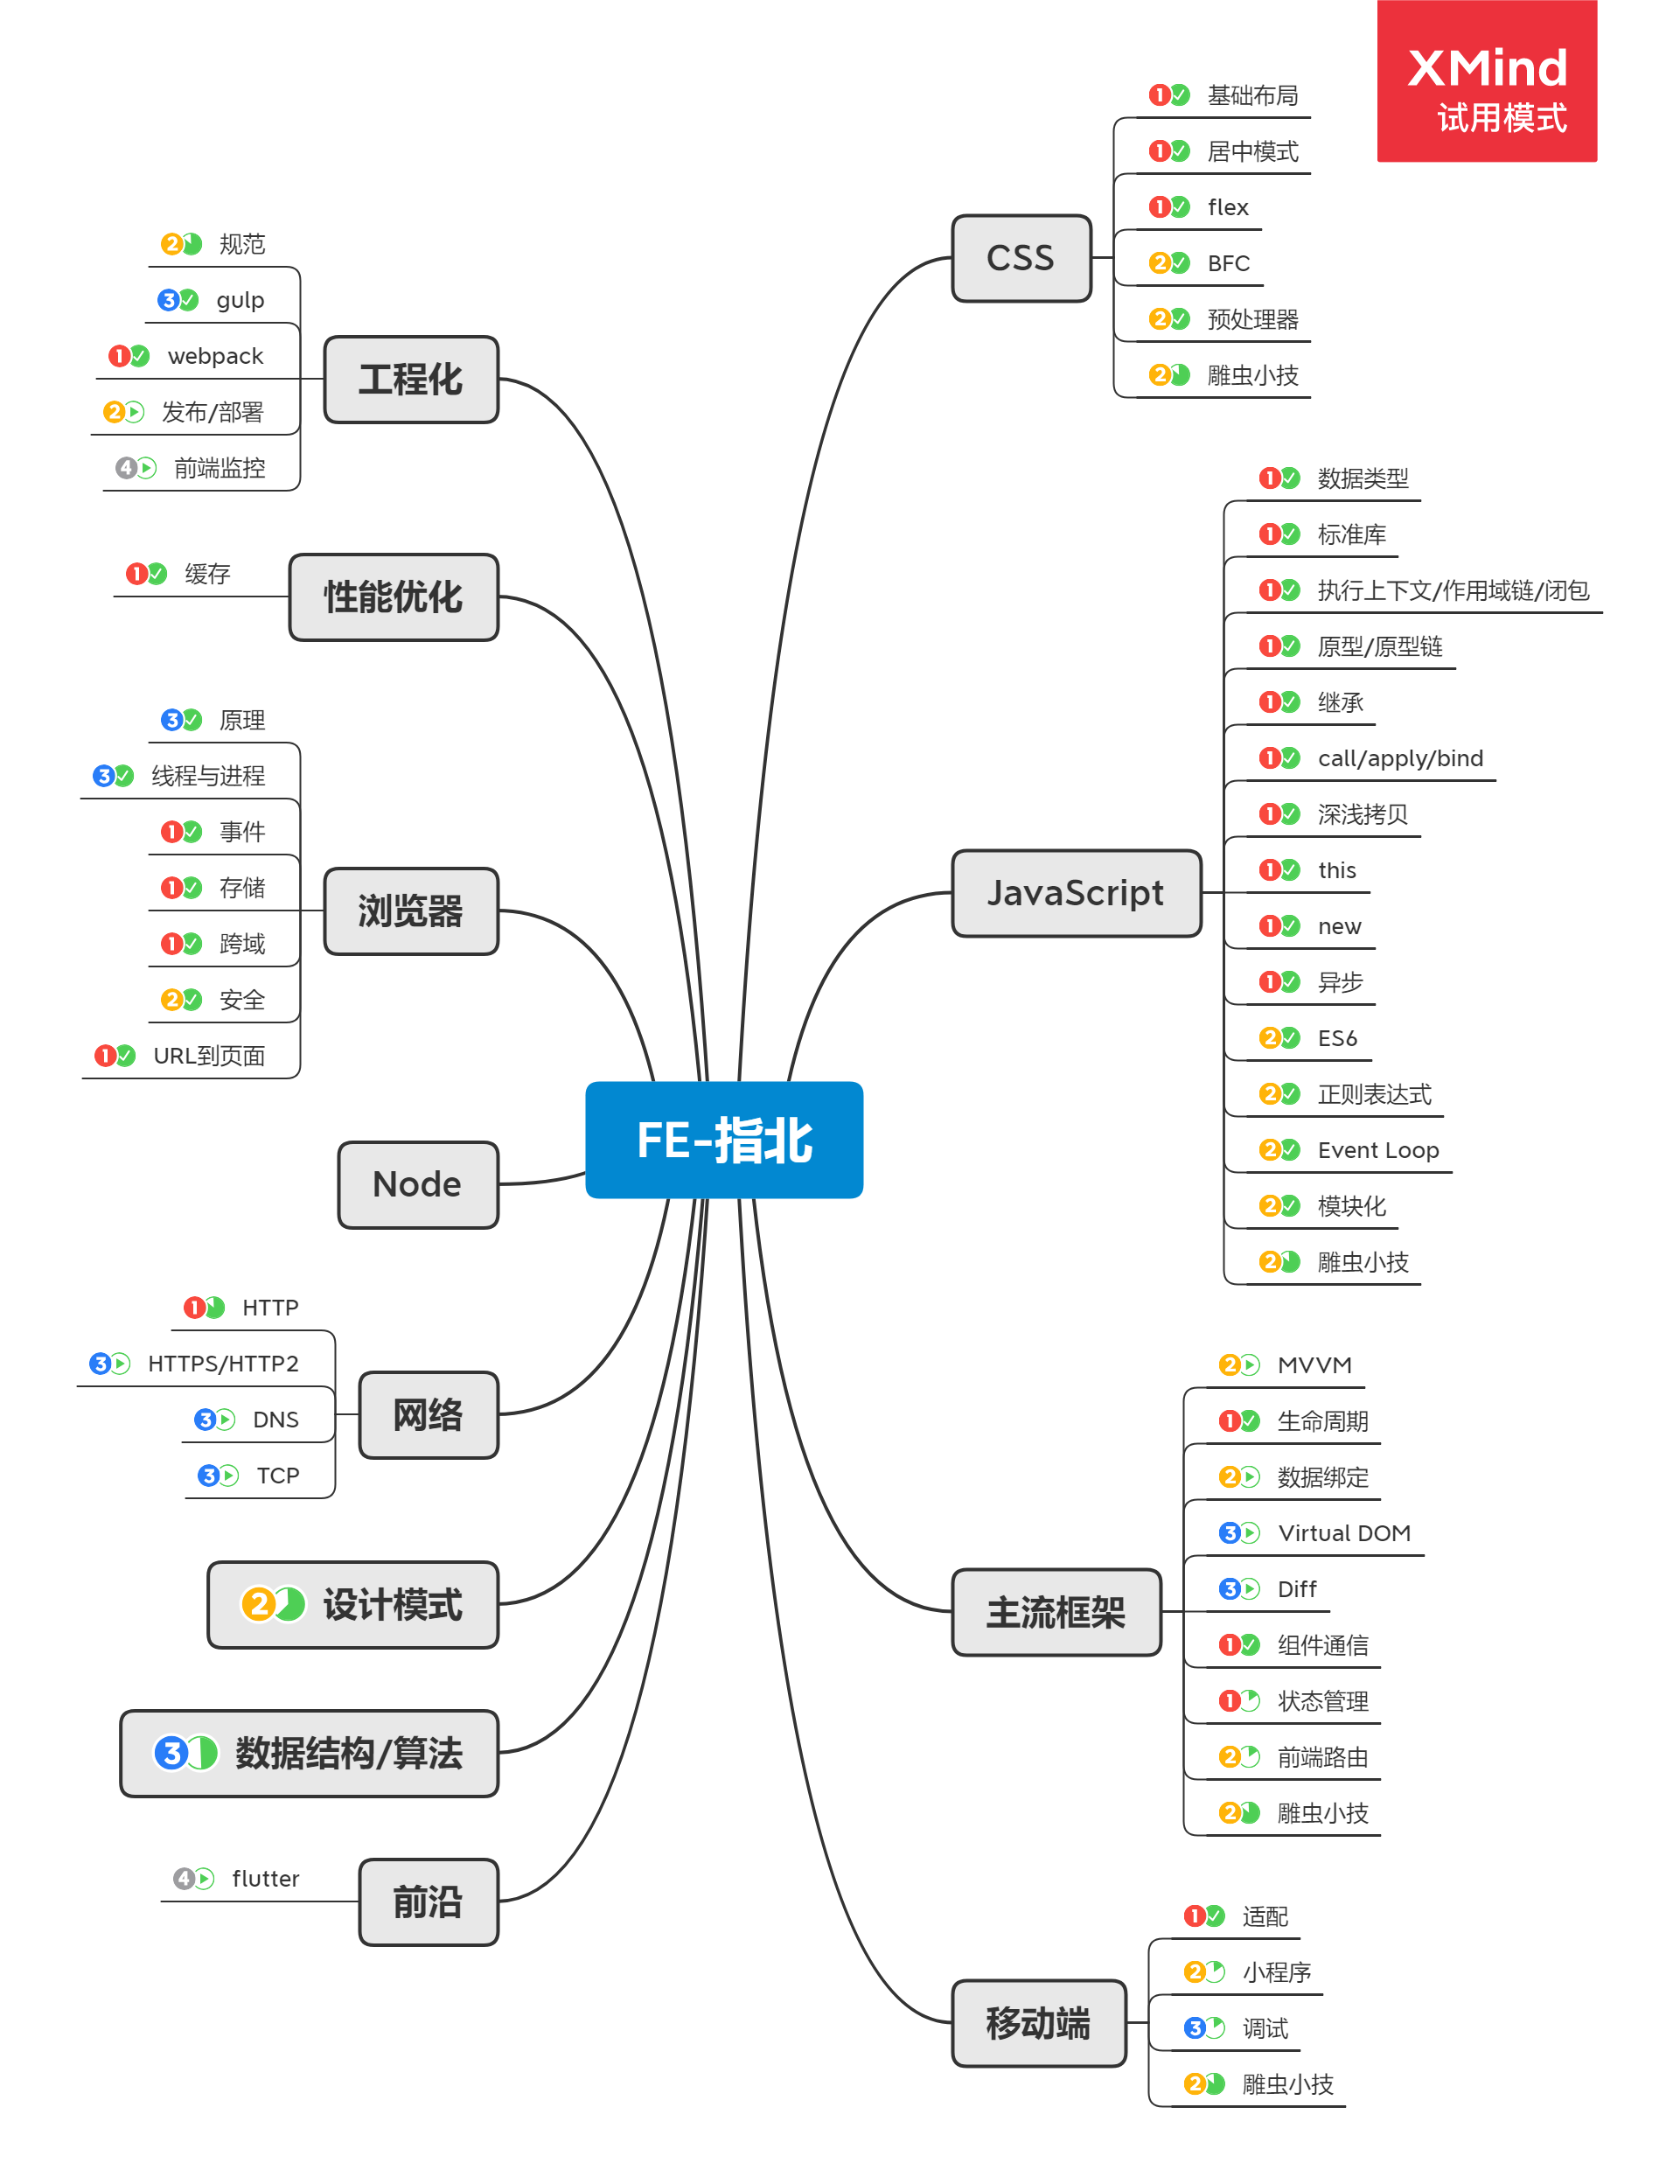 XMind
试用模式
FE-指北
CSS
1 基础布局
1 居中模式
1 flex
2 BFC
2 预处理器
2 雕虫小技
JavaScript
1 数据类型
1 标准库
1 执行上下文/作用域链/闭包
1 原型/原型链
1 继承
1 call/apply/bind
1 深浅拷贝
1 this
1 new
1 异步
2 ES6
2 正则表达式
2 Event Loop
2 模块化
2 雕虫小技
主流框架
2 MVVM
1 生命周期
2 数据绑定
3 Virtual DOM
3 Diff
1 组件通信
1 状态管理
2 前端路由
2 雕虫小技
移动端
1 适配
2 小程序
3 调试
2 雕虫小技
工程化
2 规范
3 gulp
1 webpack
2 发布/部署
4 前端监控
性能优化
1 缓存
浏览器
3 原理
3 线程与进程
1 事件
1 存储
1 跨域
2 安全
1 URL到页面
Node
网络
1 HTTP
3 HTTPS/HTTP2
3 DNS
3 TCP
2 设计模式
3 数据结构/算法
前沿
4 flutter